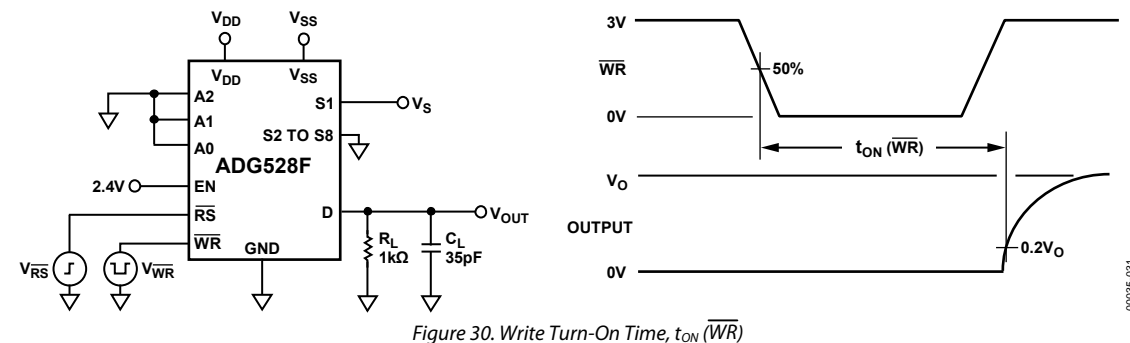 VDD
VSS
VDD
VSS
A2
A1
A0
S1
VS
S2 TO S8
ADG528F
2.4V
EN
RS
WR
D
VOUT
GND
RL
1kΩ
CL
35pF
VRS
VWR
3V
WR
50%
0V
tON (WR)
VO
OUTPUT
0.2VO
0V
00035-031
Figure 30. Write Turn-On Time, tON (WR)